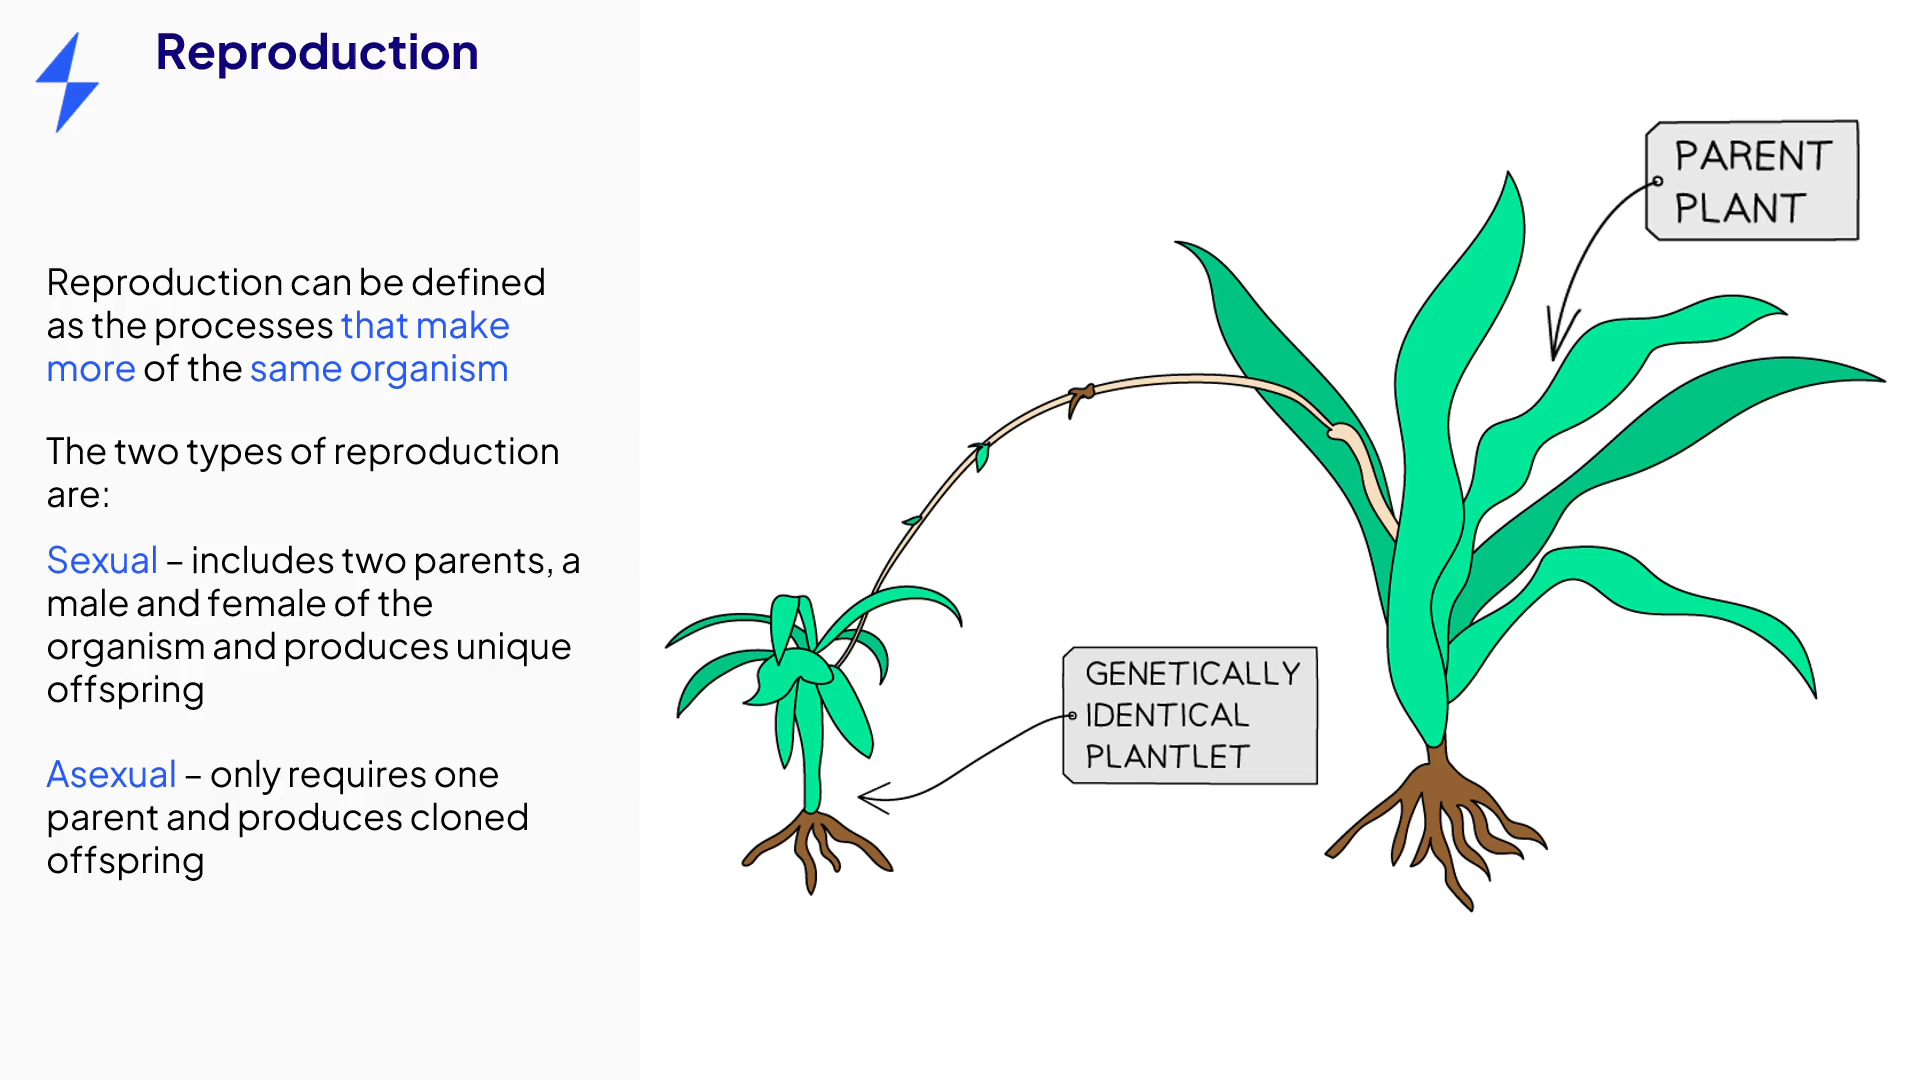 Reproduction
Reproduction can be defined
as the processes that make
more of the same organism
The two types of reproduction
are:
Sexual – includes two parents, a
male and female of the
organism and produces unique
offspring
Asexual – only requires one
parent and produces cloned
offspring
PARENT
PLANT
GENETICALLY
IDENTICAL
PLANTLET